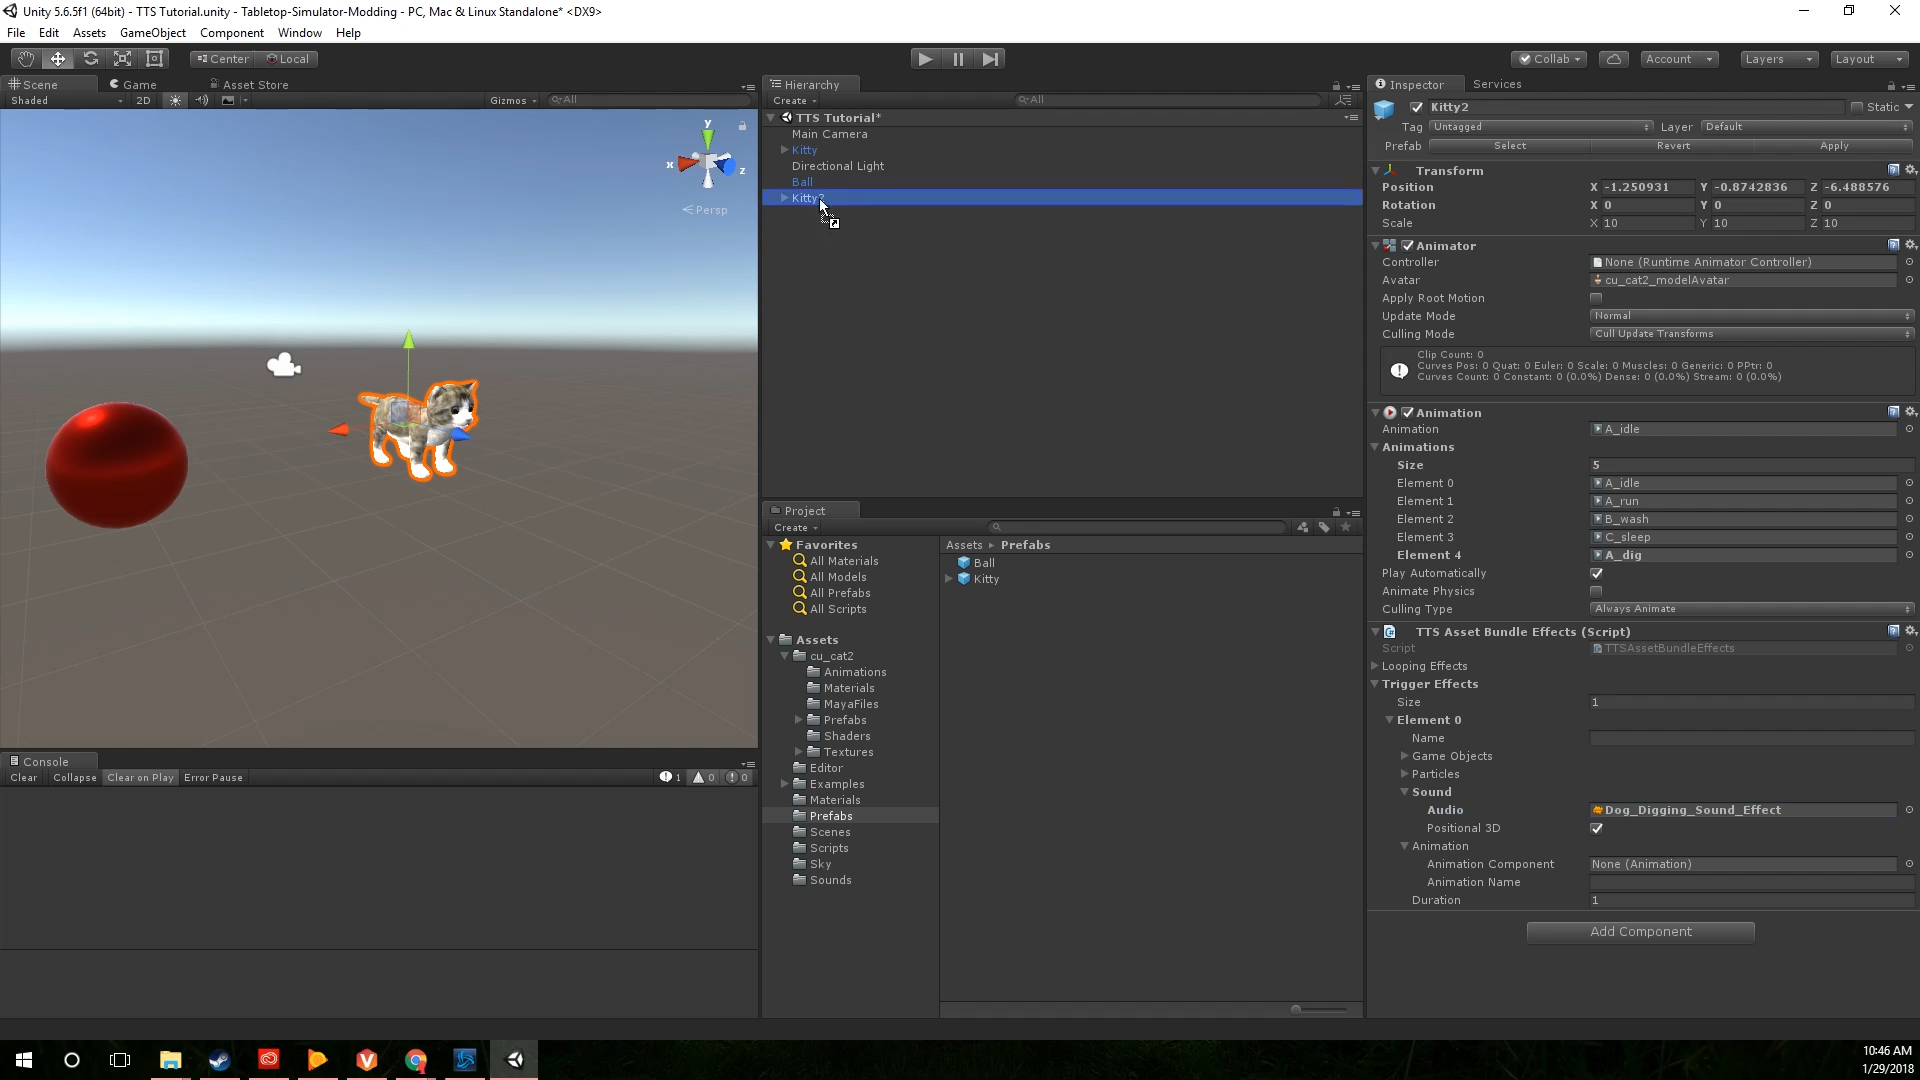 Unity 5.6.5f1 (64bit) - TTS Tutorial.unity - Tabletop-Simulator-Modding - PC, Mac & Linux Standalone* <DX9>
File Edit Assets GameObject Component Window Help
Center Local Collab Account Layers Layout
Scene Game Asset Store
Shaded 2D Gizmos All
y
x
z
Persp
Console
Clear Collapse Clear on Play Error Pause 1 0 0
Hierarchy
Create All
TTS Tutorial*
Main Camera
Kitty
Directional Light
Ball
Kitty2
Project
Create
Favorites
All Materials
All Models
All Prefabs
All Scripts
Assets
cu_cat2
Animations
Materials
MayaFiles
Prefabs
Shaders
Textures
Editor
Examples
Materials
Prefabs
Scenes
Scripts
Sky
Sounds
Assets Prefabs
Ball
Kitty
Inspector Services
Kitty2 Static
Tag Untagged Layer Default
Prefab Select Revert Apply
Transform
Position X -1.250931 Y -0.8742836 Z -6.488576
Rotation X 0 Y 0 Z 0
Scale X 10 Y 10 Z 10
Animator
Controller None (Runtime Animator Controller)
Avatar cu_cat2_modelAvatar
Apply Root Motion
Update Mode Normal
Culling Mode Cull Update Transforms
Clip Count: 0
Curves Pos: 0 Quat: 0 Euler: 0 Scale: 0 Muscles: 0 Generic: 0 PPtr: 0
Curves Count: 0 Constant: 0 (0.0%) Dense: 0 (0.0%) Stream: 0 (0.0%)
Animation
Animation A_idle
Animations
Size 5
Element 0 A_idle
Element 1 A_run
Element 2 B_wash
Element 3 C_sleep
Element 4 A_dig
Play Automatically
Animate Physics
Culling Type Always Animate
TTS Asset Bundle Effects (Script)
Script TTSAssetBundleEffects
Looping Effects
Trigger Effects
Size 1
Element 0
Name
Game Objects
Particles
Sound
Audio Dog_Digging_Sound_Effect
Positional 3D
Animation
Animation Component None (Animation)
Animation Name
Duration 1
Add Component
10:46 AM
1/29/2018